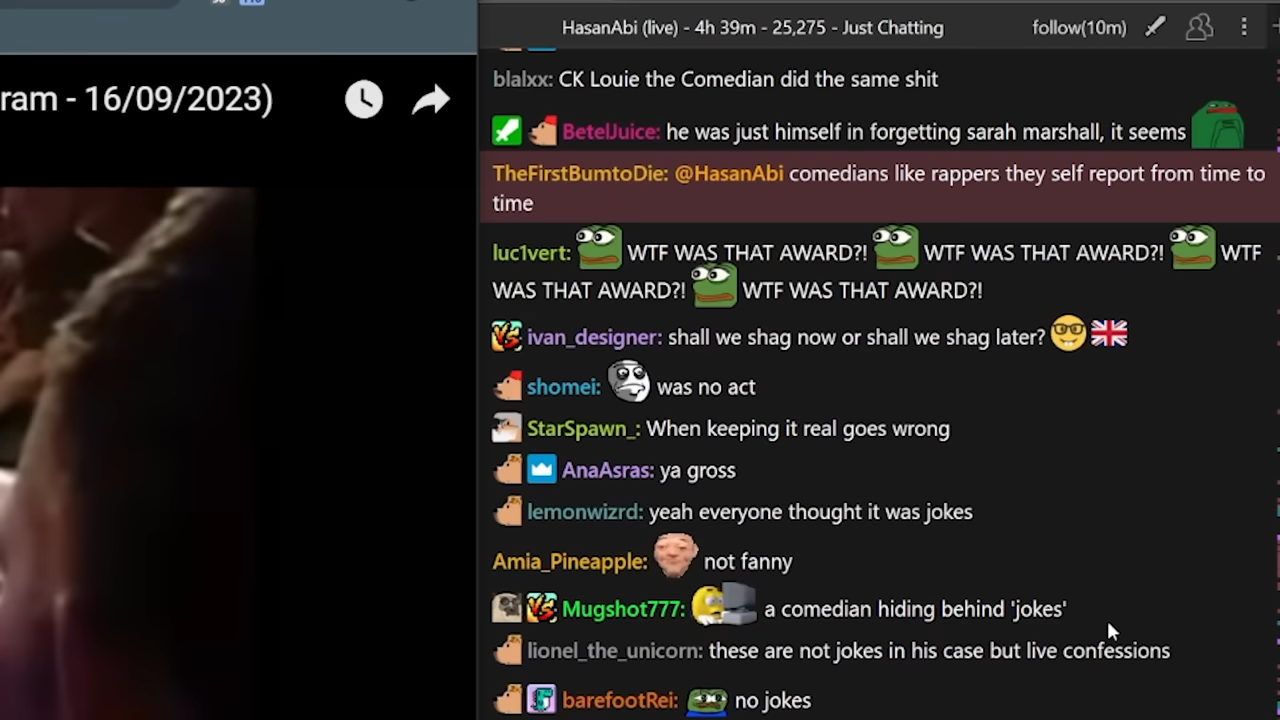 HasanAbi (live) - 4h 39m - 25,275 - Just Chatting follow(10m)
ram - 16/09/2023)
blalxx: CK Louie the Comedian did the same shit
BetelJuice: he was just himself in forgetting sarah marshall, it seems
TheFirstBumtoDie: @HasanAbi comedians like rappers they self report from time to
time
luc1vert: WTF WAS THAT AWARD?! WTF WAS THAT AWARD?! WTF
WAS THAT AWARD?! WTF WAS THAT AWARD?!
ivan_designer: shall we shag now or shall we shag later?
shomei: was no act
StarSpawn_: When keeping it real goes wrong
AnaAsras: ya gross
lemonwizrd: yeah everyone thought it was jokes
Amia_Pineapple: not fanny
Mugshot777: a comedian hiding behind 'jokes'
lionel_the_unicorn: these are not jokes in his case but live confessions
barefootRei: no jokes